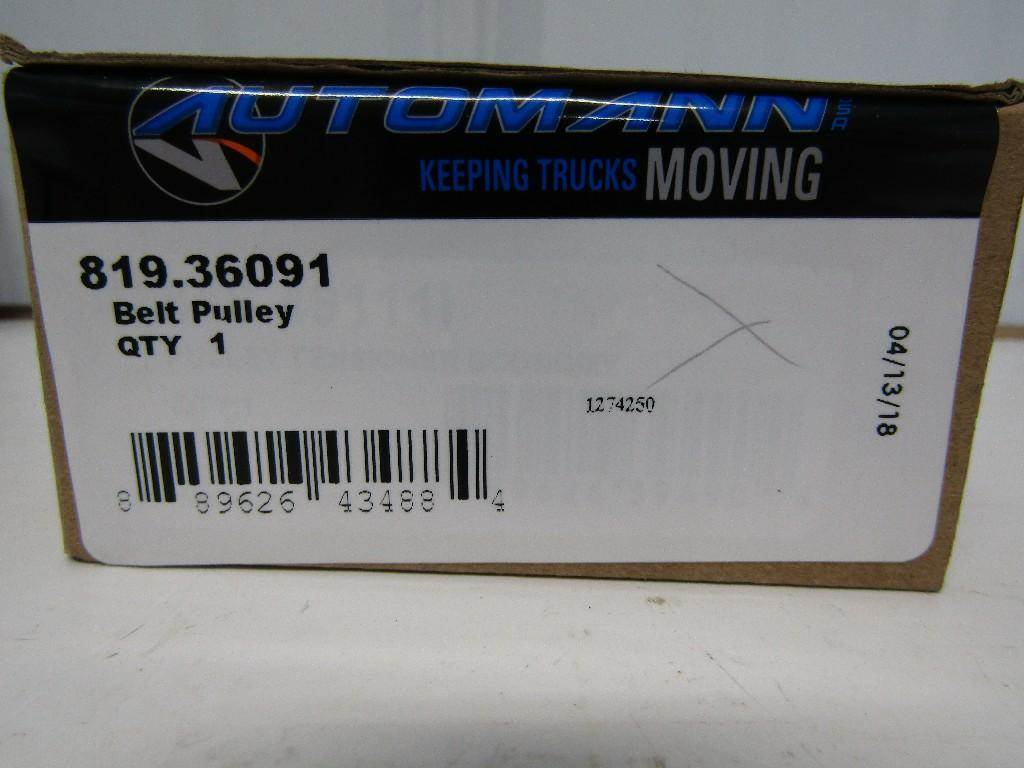 AUTOMANN
KEEPING TRUCKS MOVING
819.36091
Belt Pulley
QTY 1
1274250
04/13/18
8 89626 43488 4